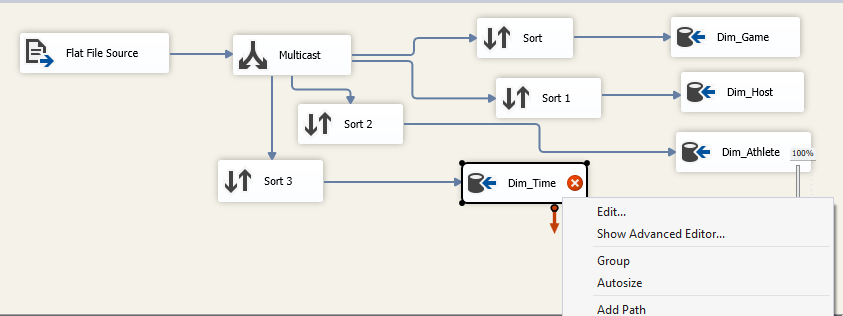 Flat File Source
Multicast
Sort
Dim_Game
Sort 1
Dim_Host
Sort 2
Dim_Athlete
100%
Sort 3
Dim_Time
Edit...
Show Advanced Editor...
Group
Autosize
Add Path